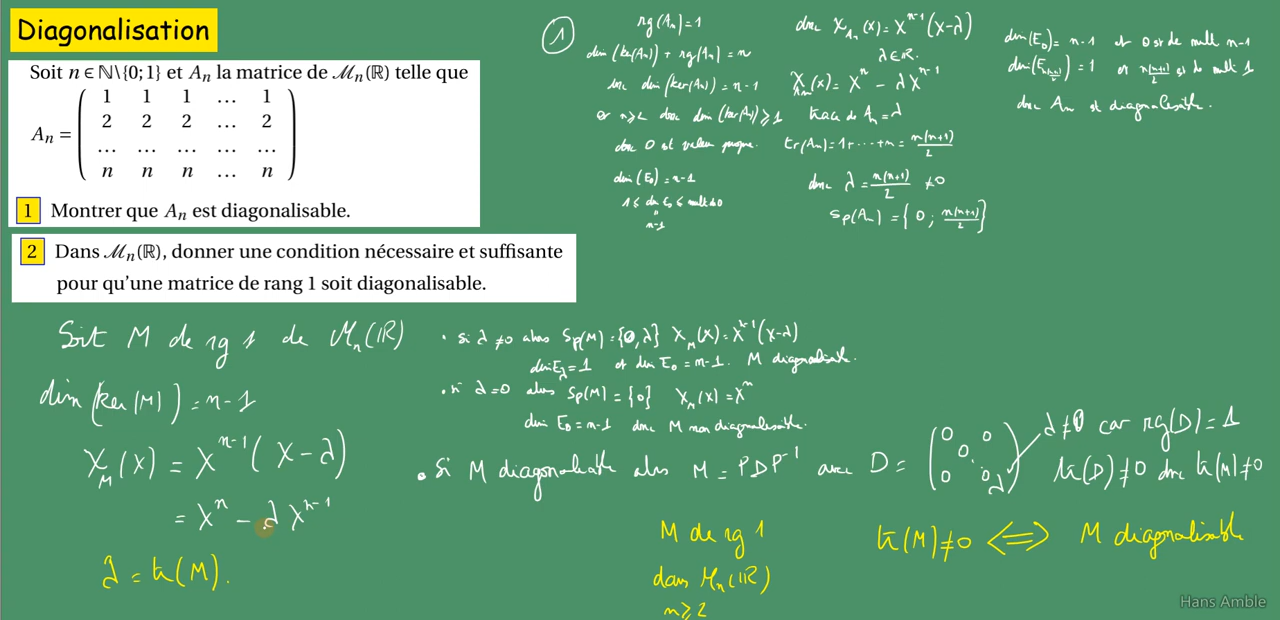 Diagonalisation
Soit n ∈ ℕ\{0;1} et Aₙ la matrice de ℳₙ(ℝ) telle que
Aₙ = ( 1 1 1 … 1
2 2 2 … 2
… … … … …
n n n … n )
1 Montrer que Aₙ est diagonalisable.
2 Dans ℳₙ(ℝ), donner une condition nécessaire et suffisante
pour qu'une matrice de rang 1 soit diagonalisable.
1
rg(Aₙ)=1
dim(ker(Aₙ)) + rg(Aₙ) = n
donc dim(ker(Aₙ)) = n-1
or n⩾2 donc dim(ker(Aₙ)) ⩾ 1
donc 0 est valeur propre.
dim(E₀) = n-1
1 ⩽ dim E₀ ⩽ mult de 0
"
n-1
donc χ_Aₙ(X) = Xⁿ⁻¹(X-λ)
λ∈ℝ.
χ_Aₙ(X) = Xⁿ - λXⁿ⁻¹
trace de Aₙ = λ
tr(Aₙ) = 1+⋯+n = n(n+1)/2
donc λ = n(n+1)/2 ≠ 0
Sp(Aₙ) = {0 ; n(n+1)/2}
dim(E₀) = n-1 et 0 est de mult n-1
dim(E_n(n+1)/2) = 1 et n(n+1)/2 est de mult 1
donc Aₙ est diagonalisable.
Soit M de rg 1 de ℳₙ(ℝ)
dim(ker(M)) = n-1
χ_M(X) = Xⁿ⁻¹(X-λ)
= Xⁿ - λXⁿ⁻¹
λ = tr(M).
• si λ≠0 alors Sp(M) = {0,λ} χ_M(X) = Xⁿ⁻¹(X-λ)
dim E_λ = 1 et dim E₀ = n-1. M diagonalisable.
• si λ=0 alors Sp(M) = {0} χ_M(X) = Xⁿ
dim E₀ = n-1 donc M non diagonalisable.
• Si M diagonalisable alors M = PDP⁻¹ avec D = ( 0 0
0
0 0
λ )
λ≠0 car rg(D) = 1
tr(D) ≠ 0 donc tr(M) ≠ 0
M de rg 1
dans ℳₙ(ℝ)
n⩾2
tr(M) ≠ 0 ⟺ M diagonalisable
Hans Amble